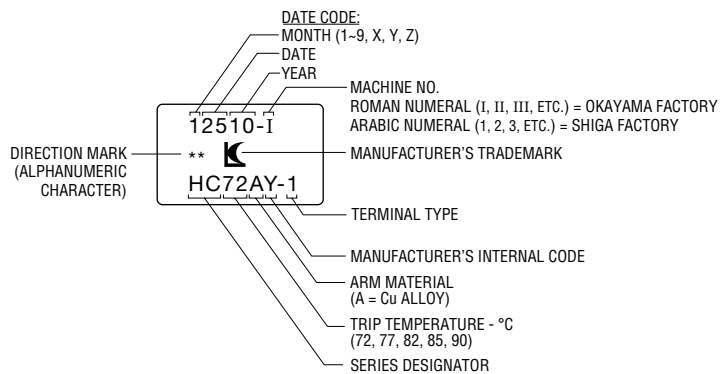 DATE CODE:
MONTH (1~9, X, Y, Z)
DATE
YEAR
MACHINE NO.
ROMAN NUMERAL (I, II, III, ETC.) = OKAYAMA FACTORY
ARABIC NUMERAL (1, 2, 3, ETC.) = SHIGA FACTORY
12510-I
DIRECTION MARK
(ALPHANUMERIC
CHARACTER)
**
MANUFACTURER'S TRADEMARK
HC72AY-1
TERMINAL TYPE
MANUFACTURER'S INTERNAL CODE
ARM MATERIAL
(A = Cu ALLOY)
TRIP TEMPERATURE - °C
(72, 77, 82, 85, 90)
SERIES DESIGNATOR